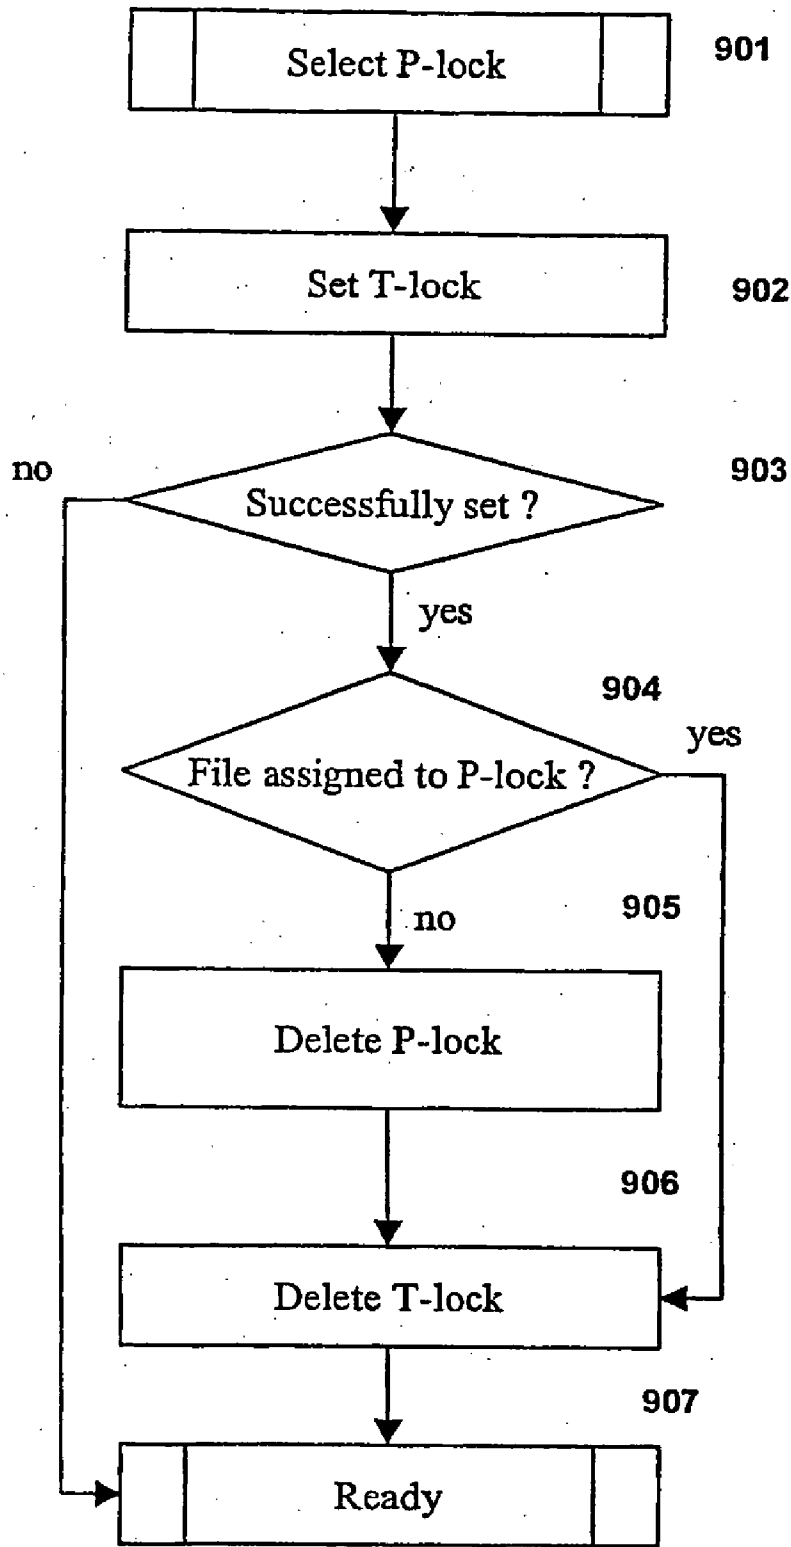 Select P-lock
901
Set T-lock
902
no
903
Successfully set ?
yes
904
yes
File assigned to P-lock ?
905
no
Delete P-lock
906
Delete T-lock
907
Ready